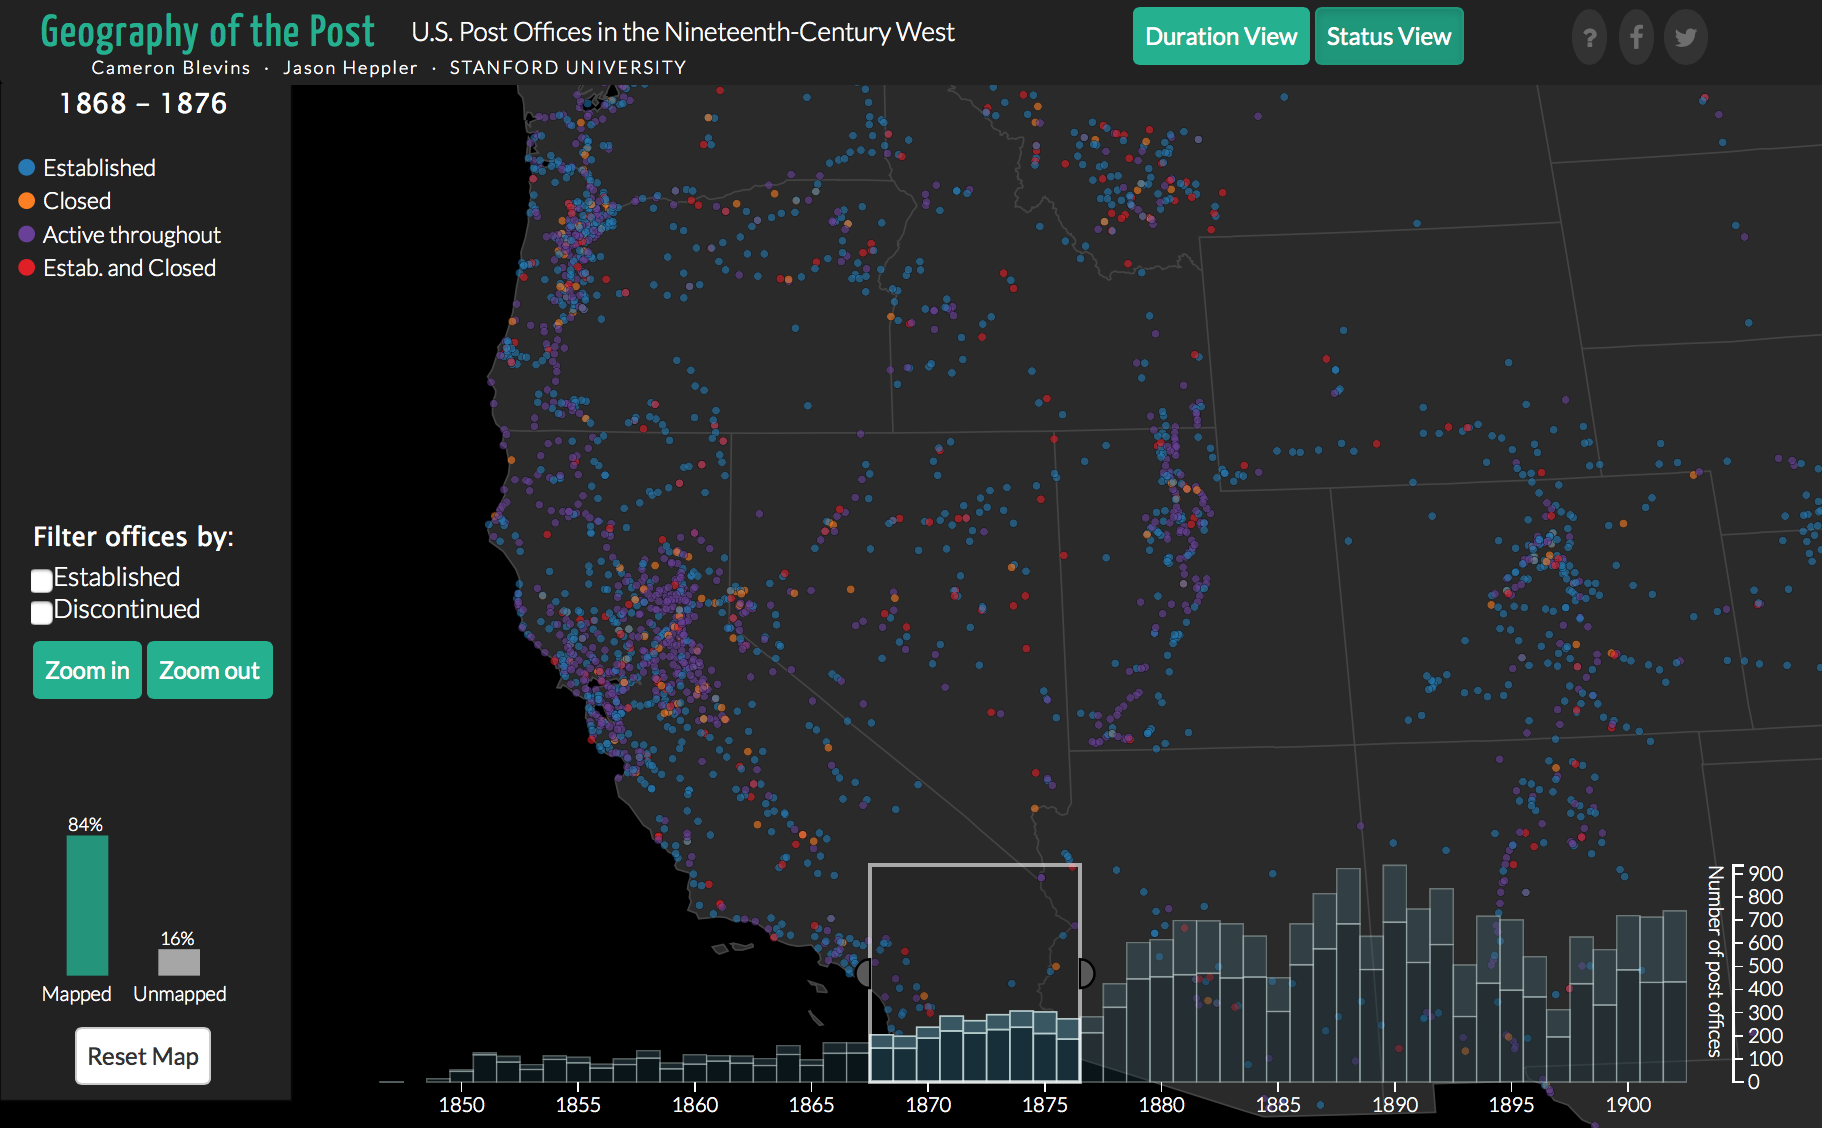 Geography of the Post
U.S. Post Offices in the Nineteenth-Century West
Cameron Blevins · Jason Heppler · STANFORD UNIVERSITY
Duration View
Status View
?
1868 – 1876
Established
Closed
Active throughout
Estab. and Closed
Filter offices by:
Established
Discontinued
Zoom in
Zoom out
84%
16%
Mapped
Unmapped
Reset Map
Number of post offices
900
800
700
600
500
400
300
200
100
0
1850
1855
1860
1865
1870
1875
1880
1885
1890
1895
1900